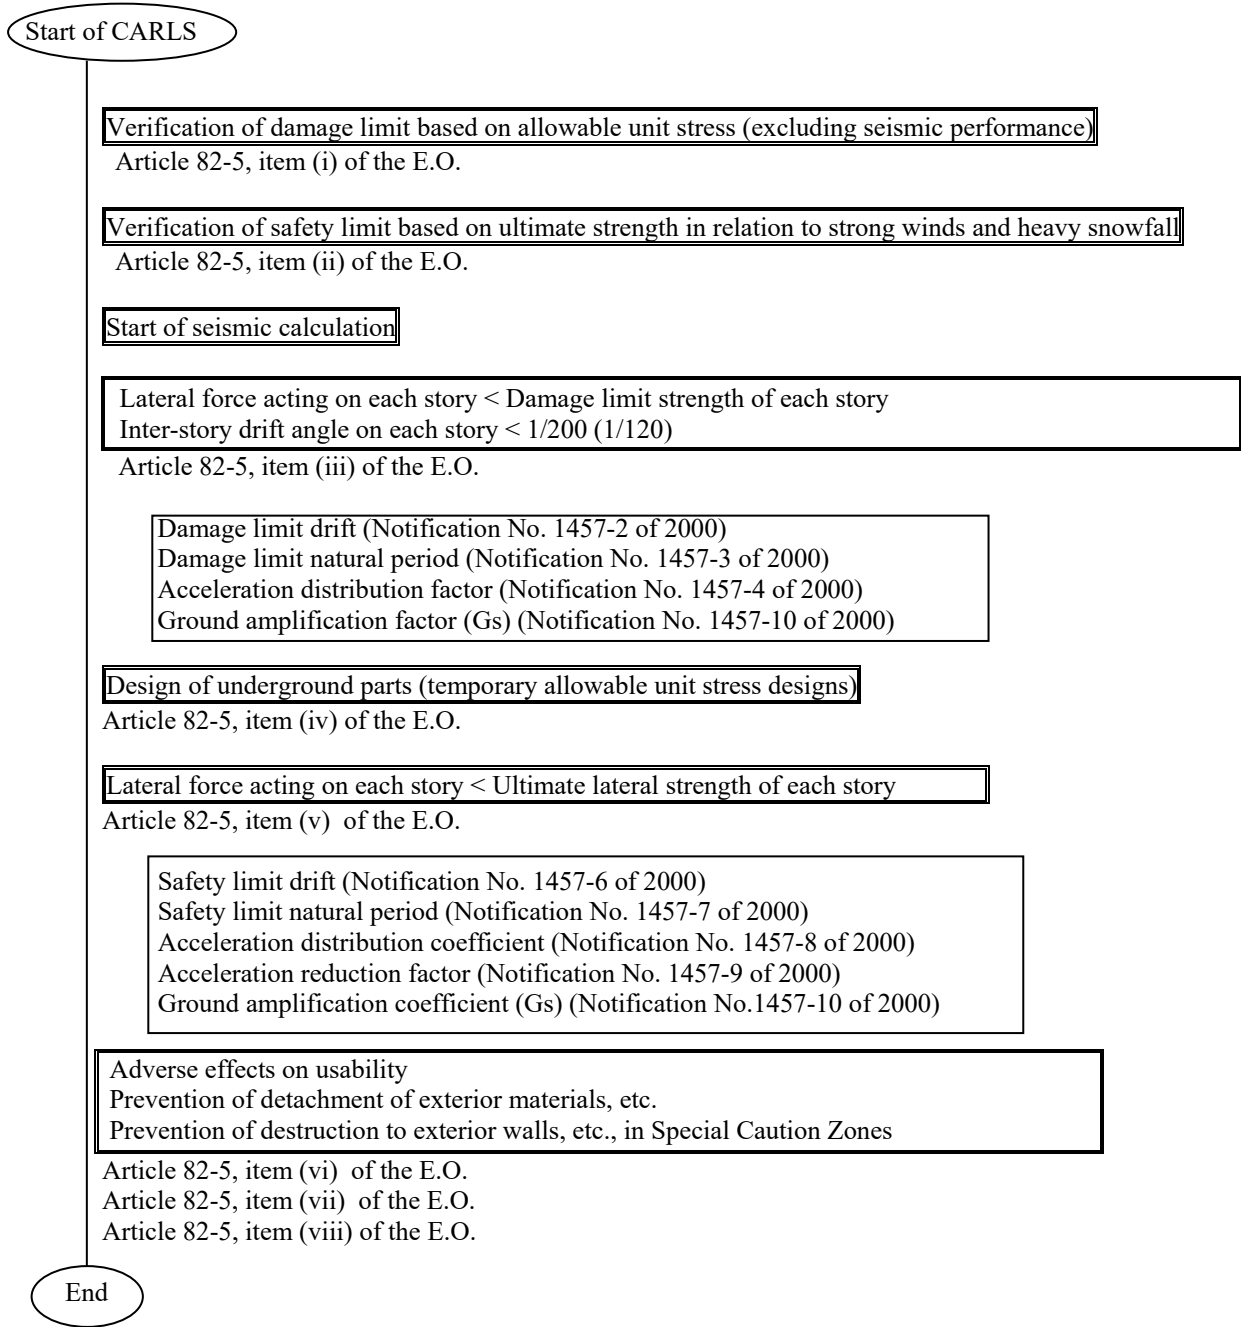 Start of CARLS
Verification of damage limit based on allowable unit stress (excluding seismic performance)
Article 82-5, item (i) of the E.O.
Verification of safety limit based on ultimate strength in relation to strong winds and heavy snowfall
Article 82-5, item (ii) of the E.O.
Start of seismic calculation
Lateral force acting on each story < Damage limit strength of each story
Inter-story drift angle on each story < 1/200 (1/120)
Article 82-5, item (iii) of the E.O.
Damage limit drift (Notification No. 1457-2 of 2000)
Damage limit natural period (Notification No. 1457-3 of 2000)
Acceleration distribution factor (Notification No. 1457-4 of 2000)
Ground amplification factor (Gs) (Notification No. 1457-10 of 2000)
Design of underground parts (temporary allowable unit stress designs)
Article 82-5, item (iv) of the E.O.
Lateral force acting on each story < Ultimate lateral strength of each story
Article 82-5, item (v) of the E.O.
Safety limit drift (Notification No. 1457-6 of 2000)
Safety limit natural period (Notification No. 1457-7 of 2000)
Acceleration distribution coefficient (Notification No. 1457-8 of 2000)
Acceleration reduction factor (Notification No. 1457-9 of 2000)
Ground amplification coefficient (Gs) (Notification No.1457-10 of 2000)
Adverse effects on usability
Prevention of detachment of exterior materials, etc.
Prevention of destruction to exterior walls, etc., in Special Caution Zones
Article 82-5, item (vi) of the E.O.
Article 82-5, item (vii) of the E.O.
Article 82-5, item (viii) of the E.O.
End